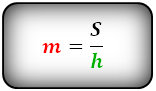 m = S/h